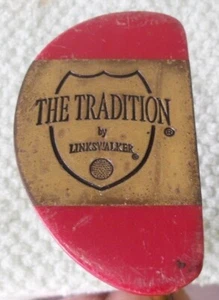 THE TRADITION ®
by
LINKSWALKER ®